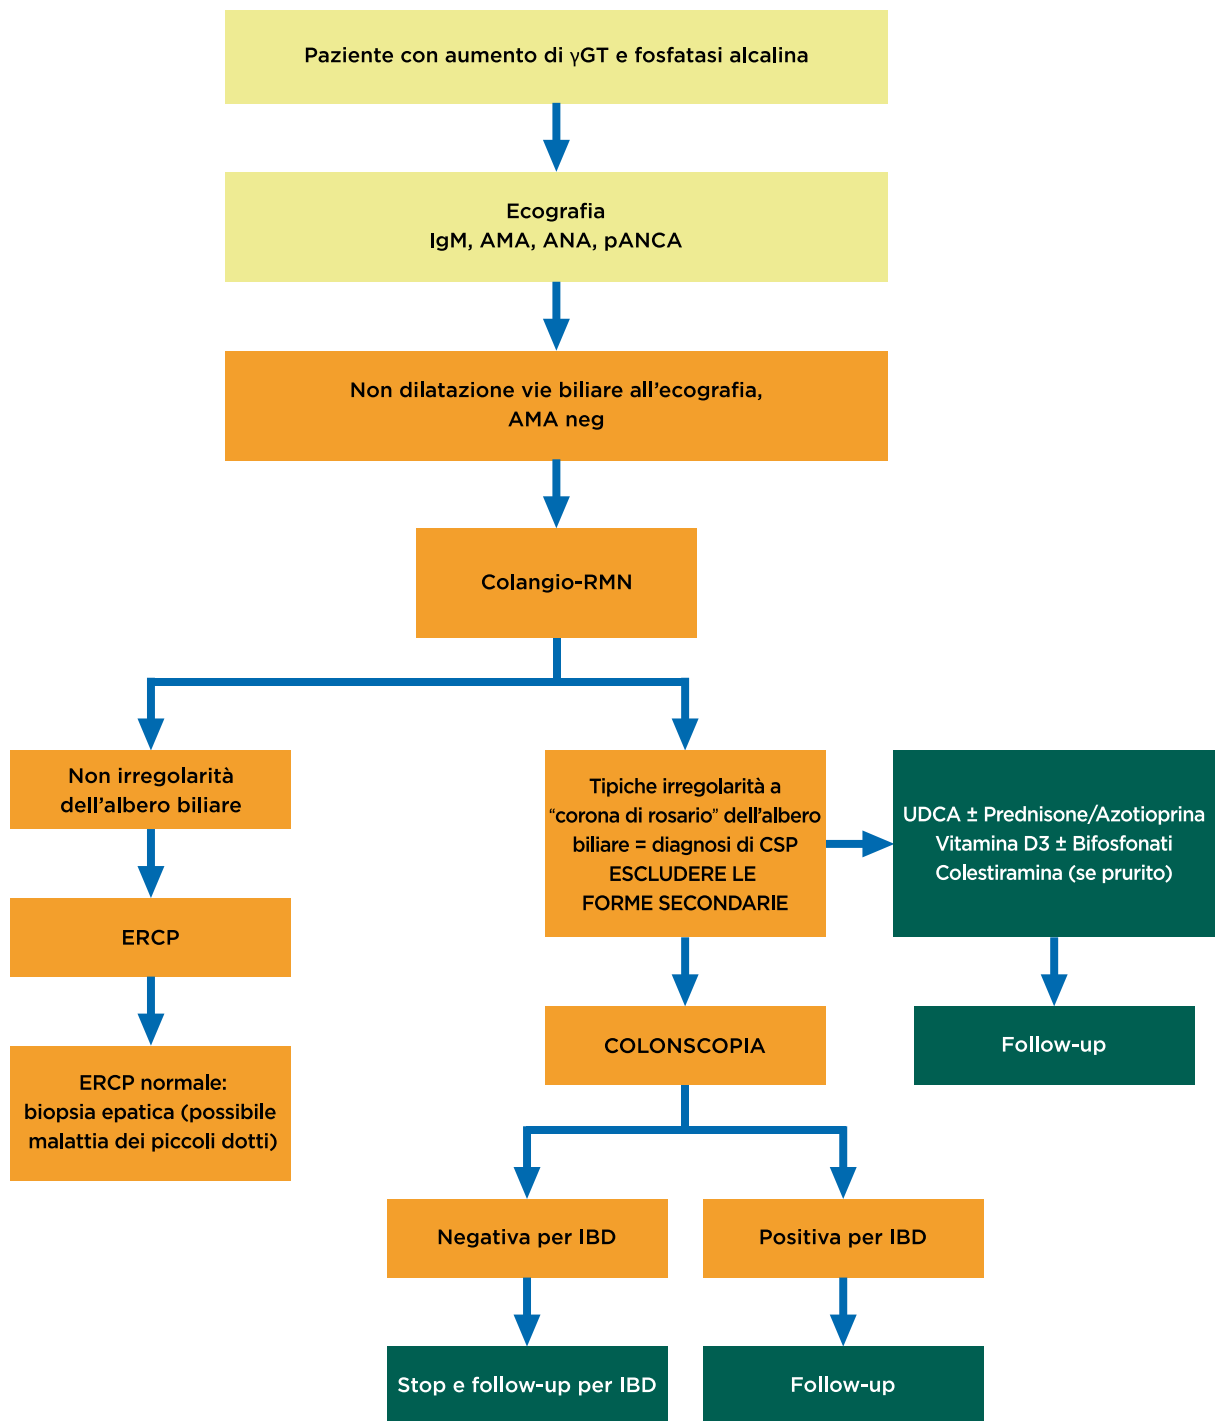 Paziente con aumento di γGT e fosfatasi alcalina
Ecografia
IgM, AMA, ANA, pANCA
Non dilatazione vie biliare all’ecografia,
AMA neg
Colangio-RMN
Non irregolarità
dell’albero biliare
ERCP
ERCP normale:
biopsia epatica (possibile
malattia dei piccoli dotti)
Tipiche irregolarità a
“corona di rosario” dell’albero
biliare = diagnosi di CSP
ESCLUDERE LE
FORME SECONDARIE
UDCA ± Prednisone/Azotioprina
Vitamina D3 ± Bifosfonati
Colestiramina (se prurito)
Follow-up
COLONSCOPIA
Negativa per IBD
Positiva per IBD
Stop e follow-up per IBD
Follow-up